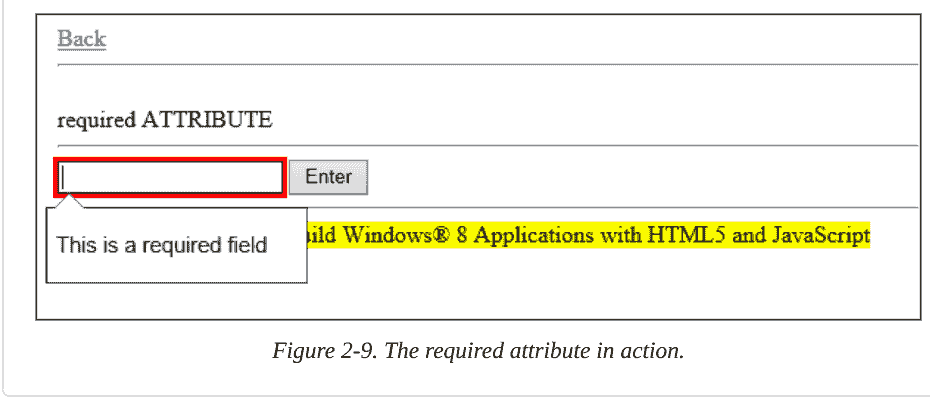 Back
required ATTRIBUTE
Enter
This is a required field
Windows® 8 Applications with HTML5 and JavaScript
Figure 2-9. The required attribute in action.